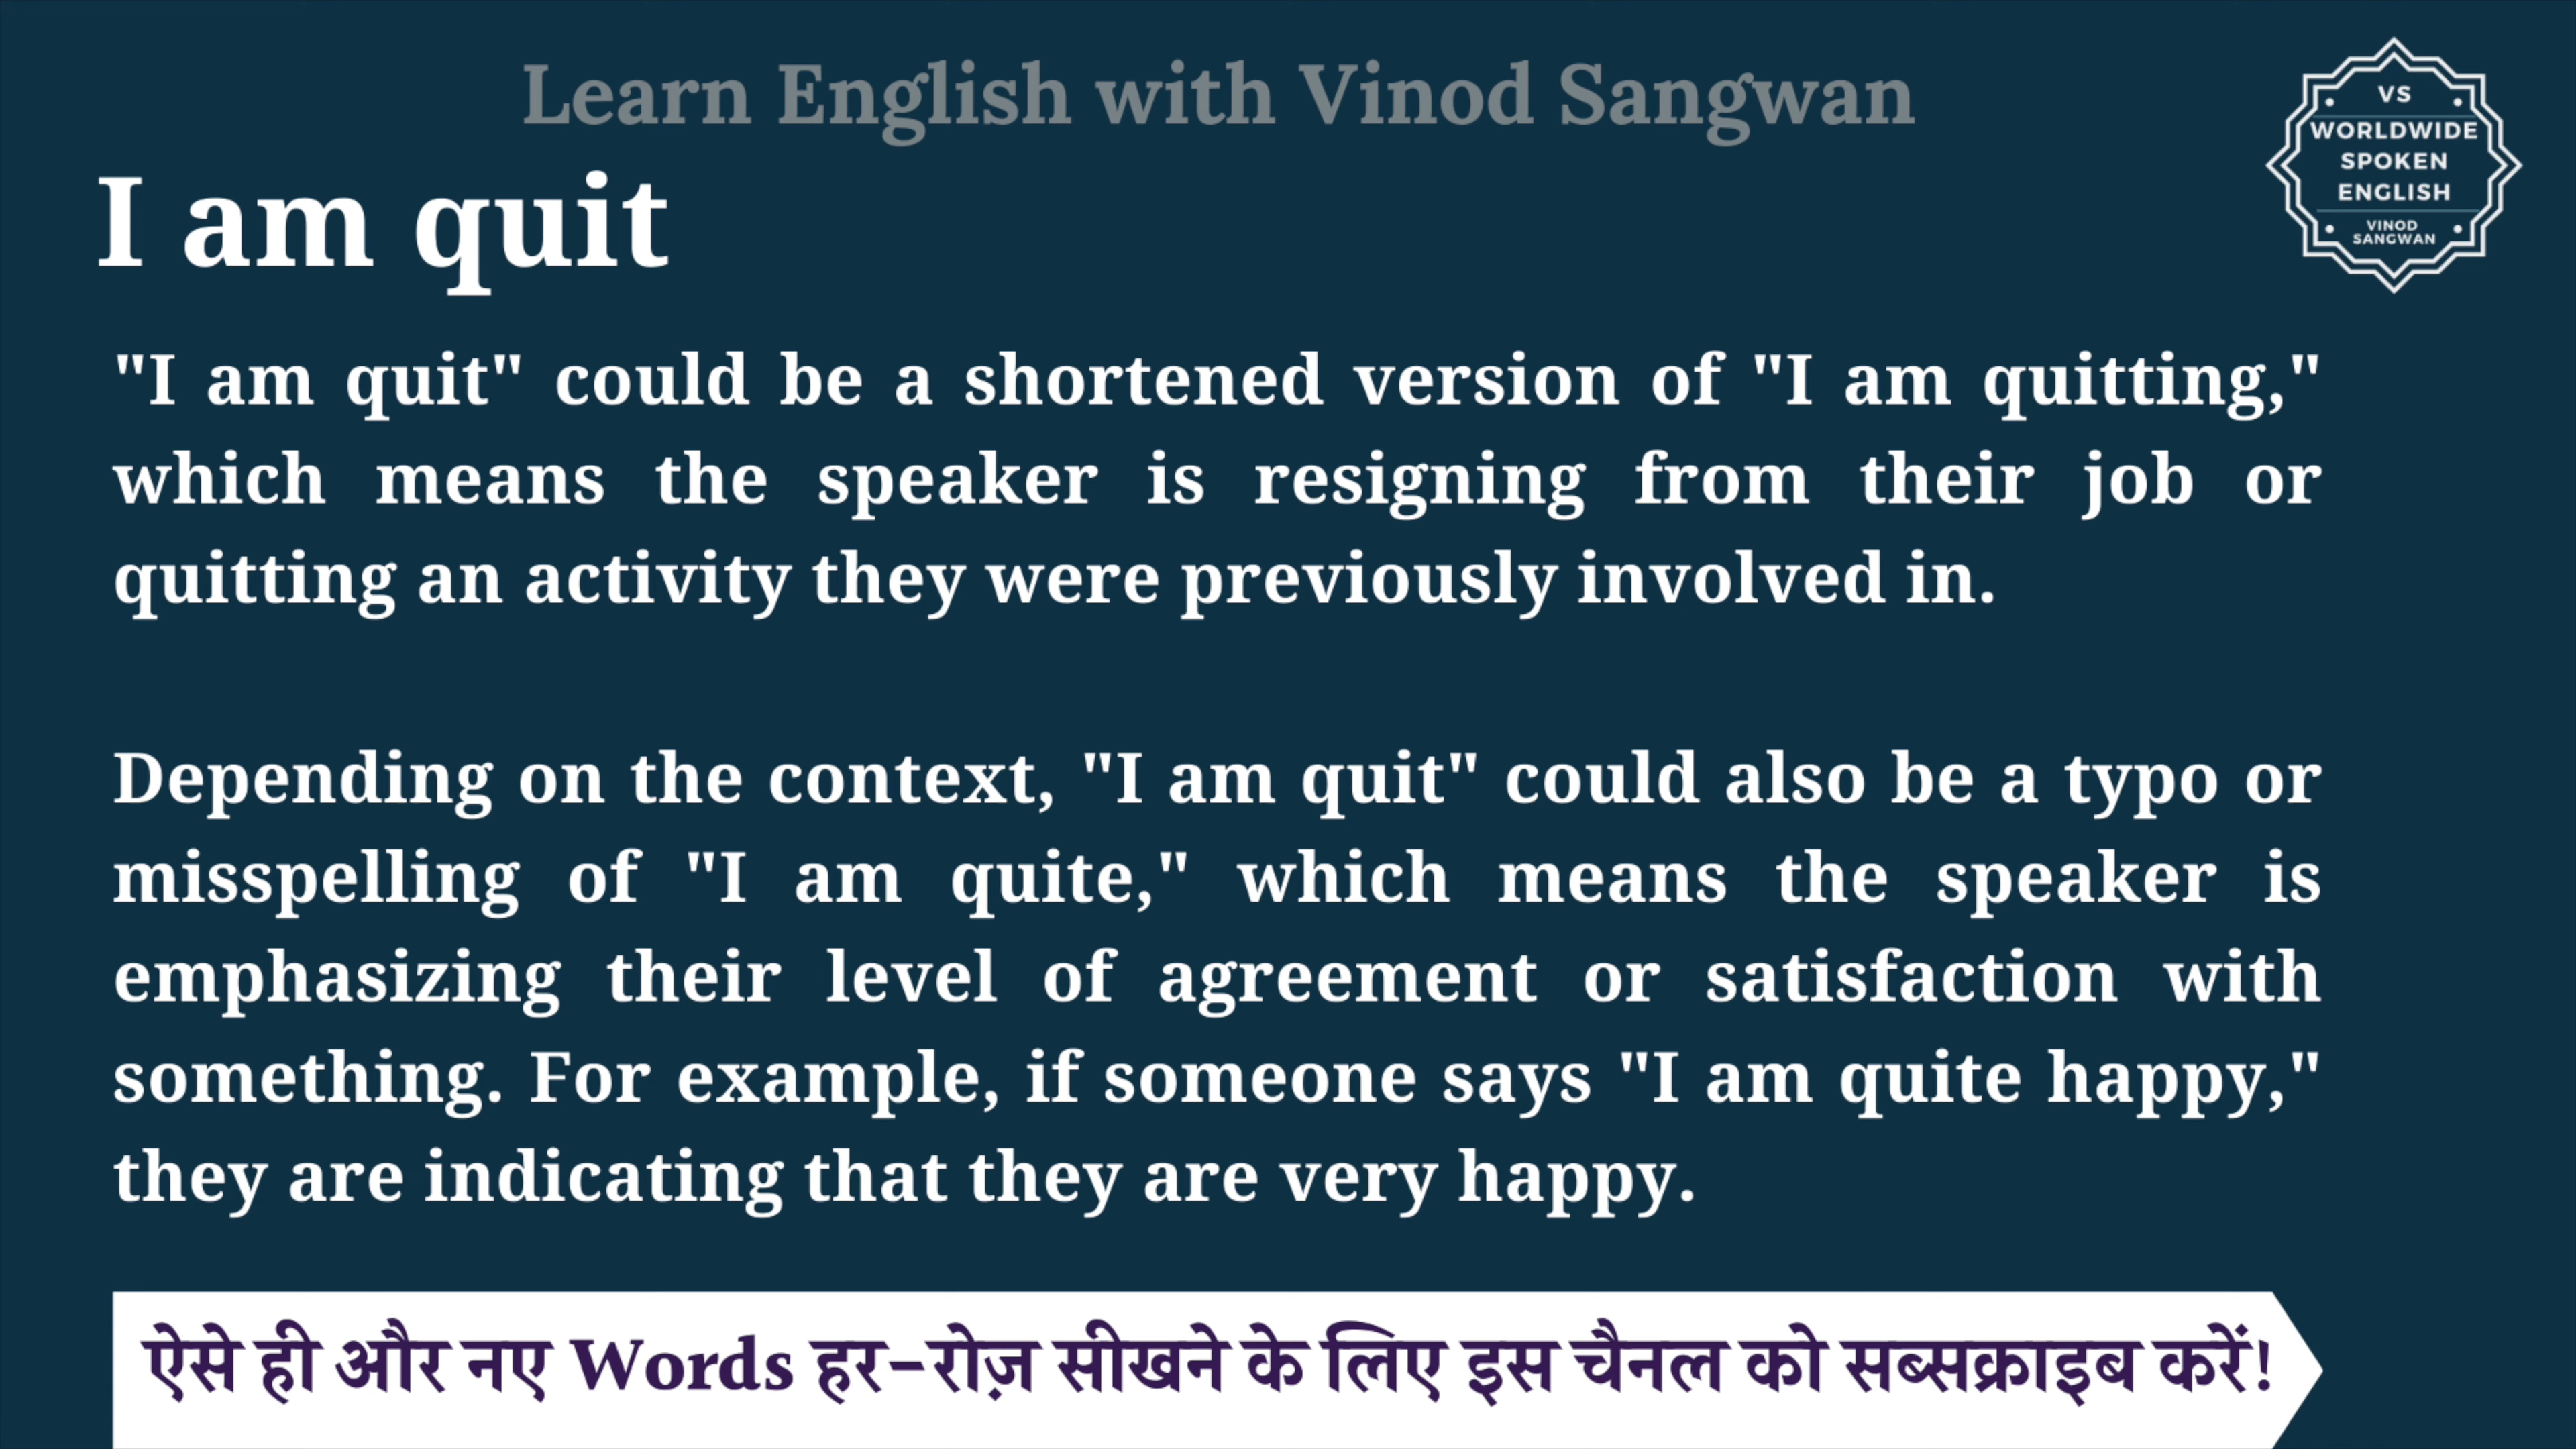 Learn English with Vinod Sangwan
VS
WORLDWIDE
SPOKEN
ENGLISH
VINOD
SANGWAN
I am quit
"I am quit" could be a shortened version of "I am quitting,"
which means the speaker is resigning from their job or
quitting an activity they were previously involved in.
Depending on the context, "I am quit" could also be a typo or
misspelling of "I am quite," which means the speaker is
emphasizing their level of agreement or satisfaction with
something. For example, if someone says "I am quite happy,"
they are indicating that they are very happy.
ऐसे ही और नए Words हर-रोज़ सीखने के लिए इस चैनल को सब्सक्राइब करें!